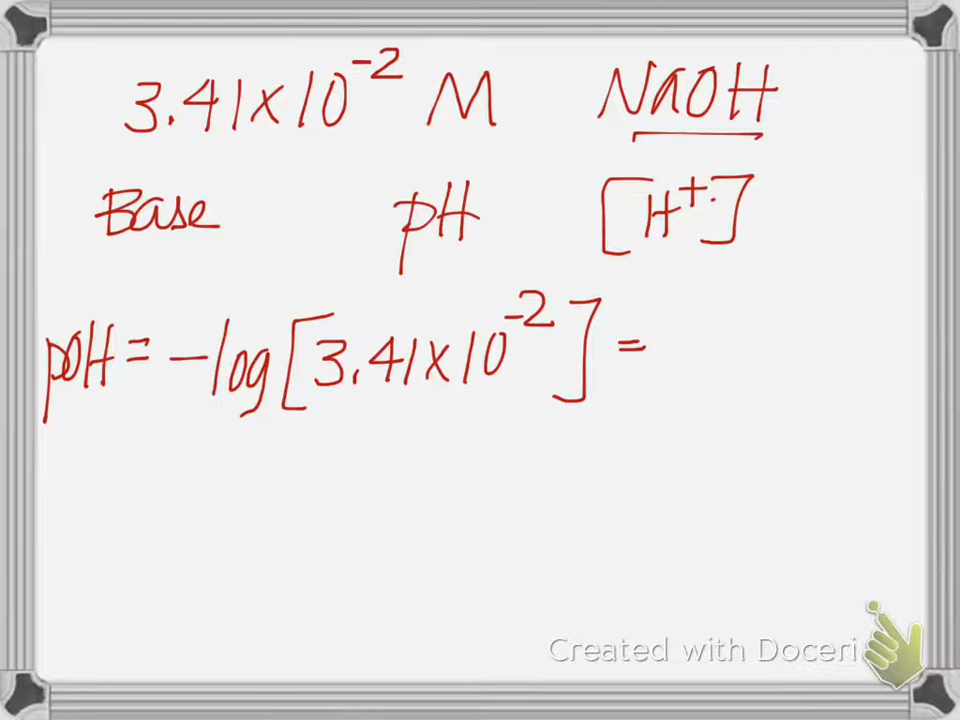 3.41x10⁻² M NaOH
Base pH [H⁺]
pOH = -log[3.41x10⁻²] =
Created with Doceri